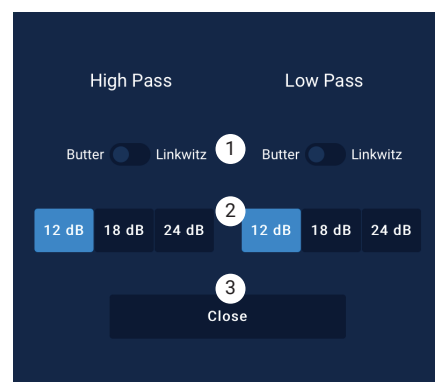 High Pass Low Pass
Butter Linkwitz 1 Butter Linkwitz
2
12 dB 18 dB 24 dB 12 dB 18 dB 24 dB
3
Close